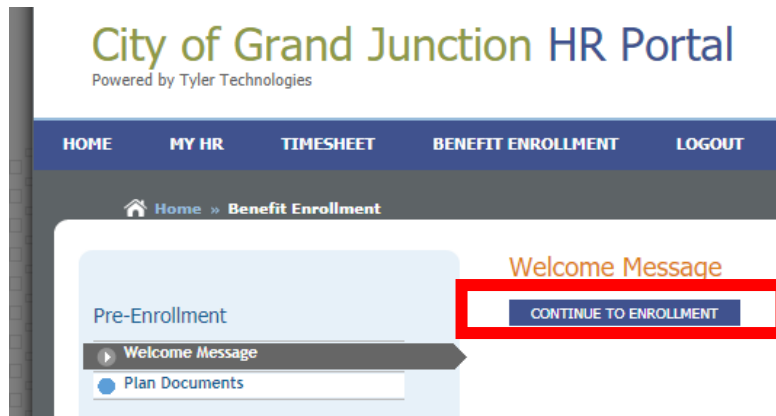 City of Grand Junction HR Portal
Powered by Tyler Technologies
HOME MY HR TIMESHEET BENEFIT ENROLLMENT LOGOUT
Home » Benefit Enrollment
Welcome Message
CONTINUE TO ENROLLMENT
Pre-Enrollment
Welcome Message
Plan Documents